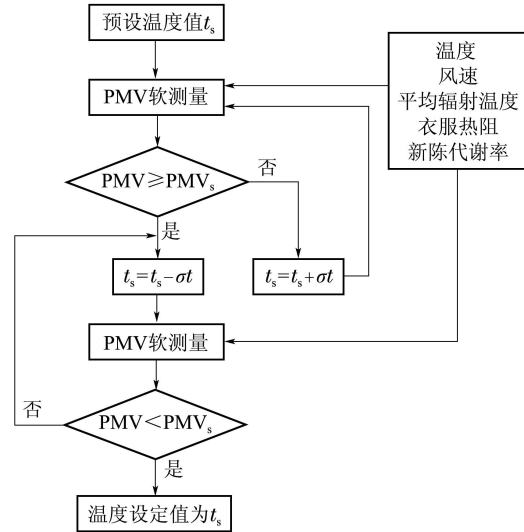 预设温度值tₛ
温度
风速
平均辐射温度
衣服热阻
新陈代谢率
PMV软测量
PMV≥PMVₛ
否
是
tₛ=tₛ-σt
tₛ=tₛ+σt
PMV软测量
PMV<PMVₛ
否
是
温度设定值为tₛ